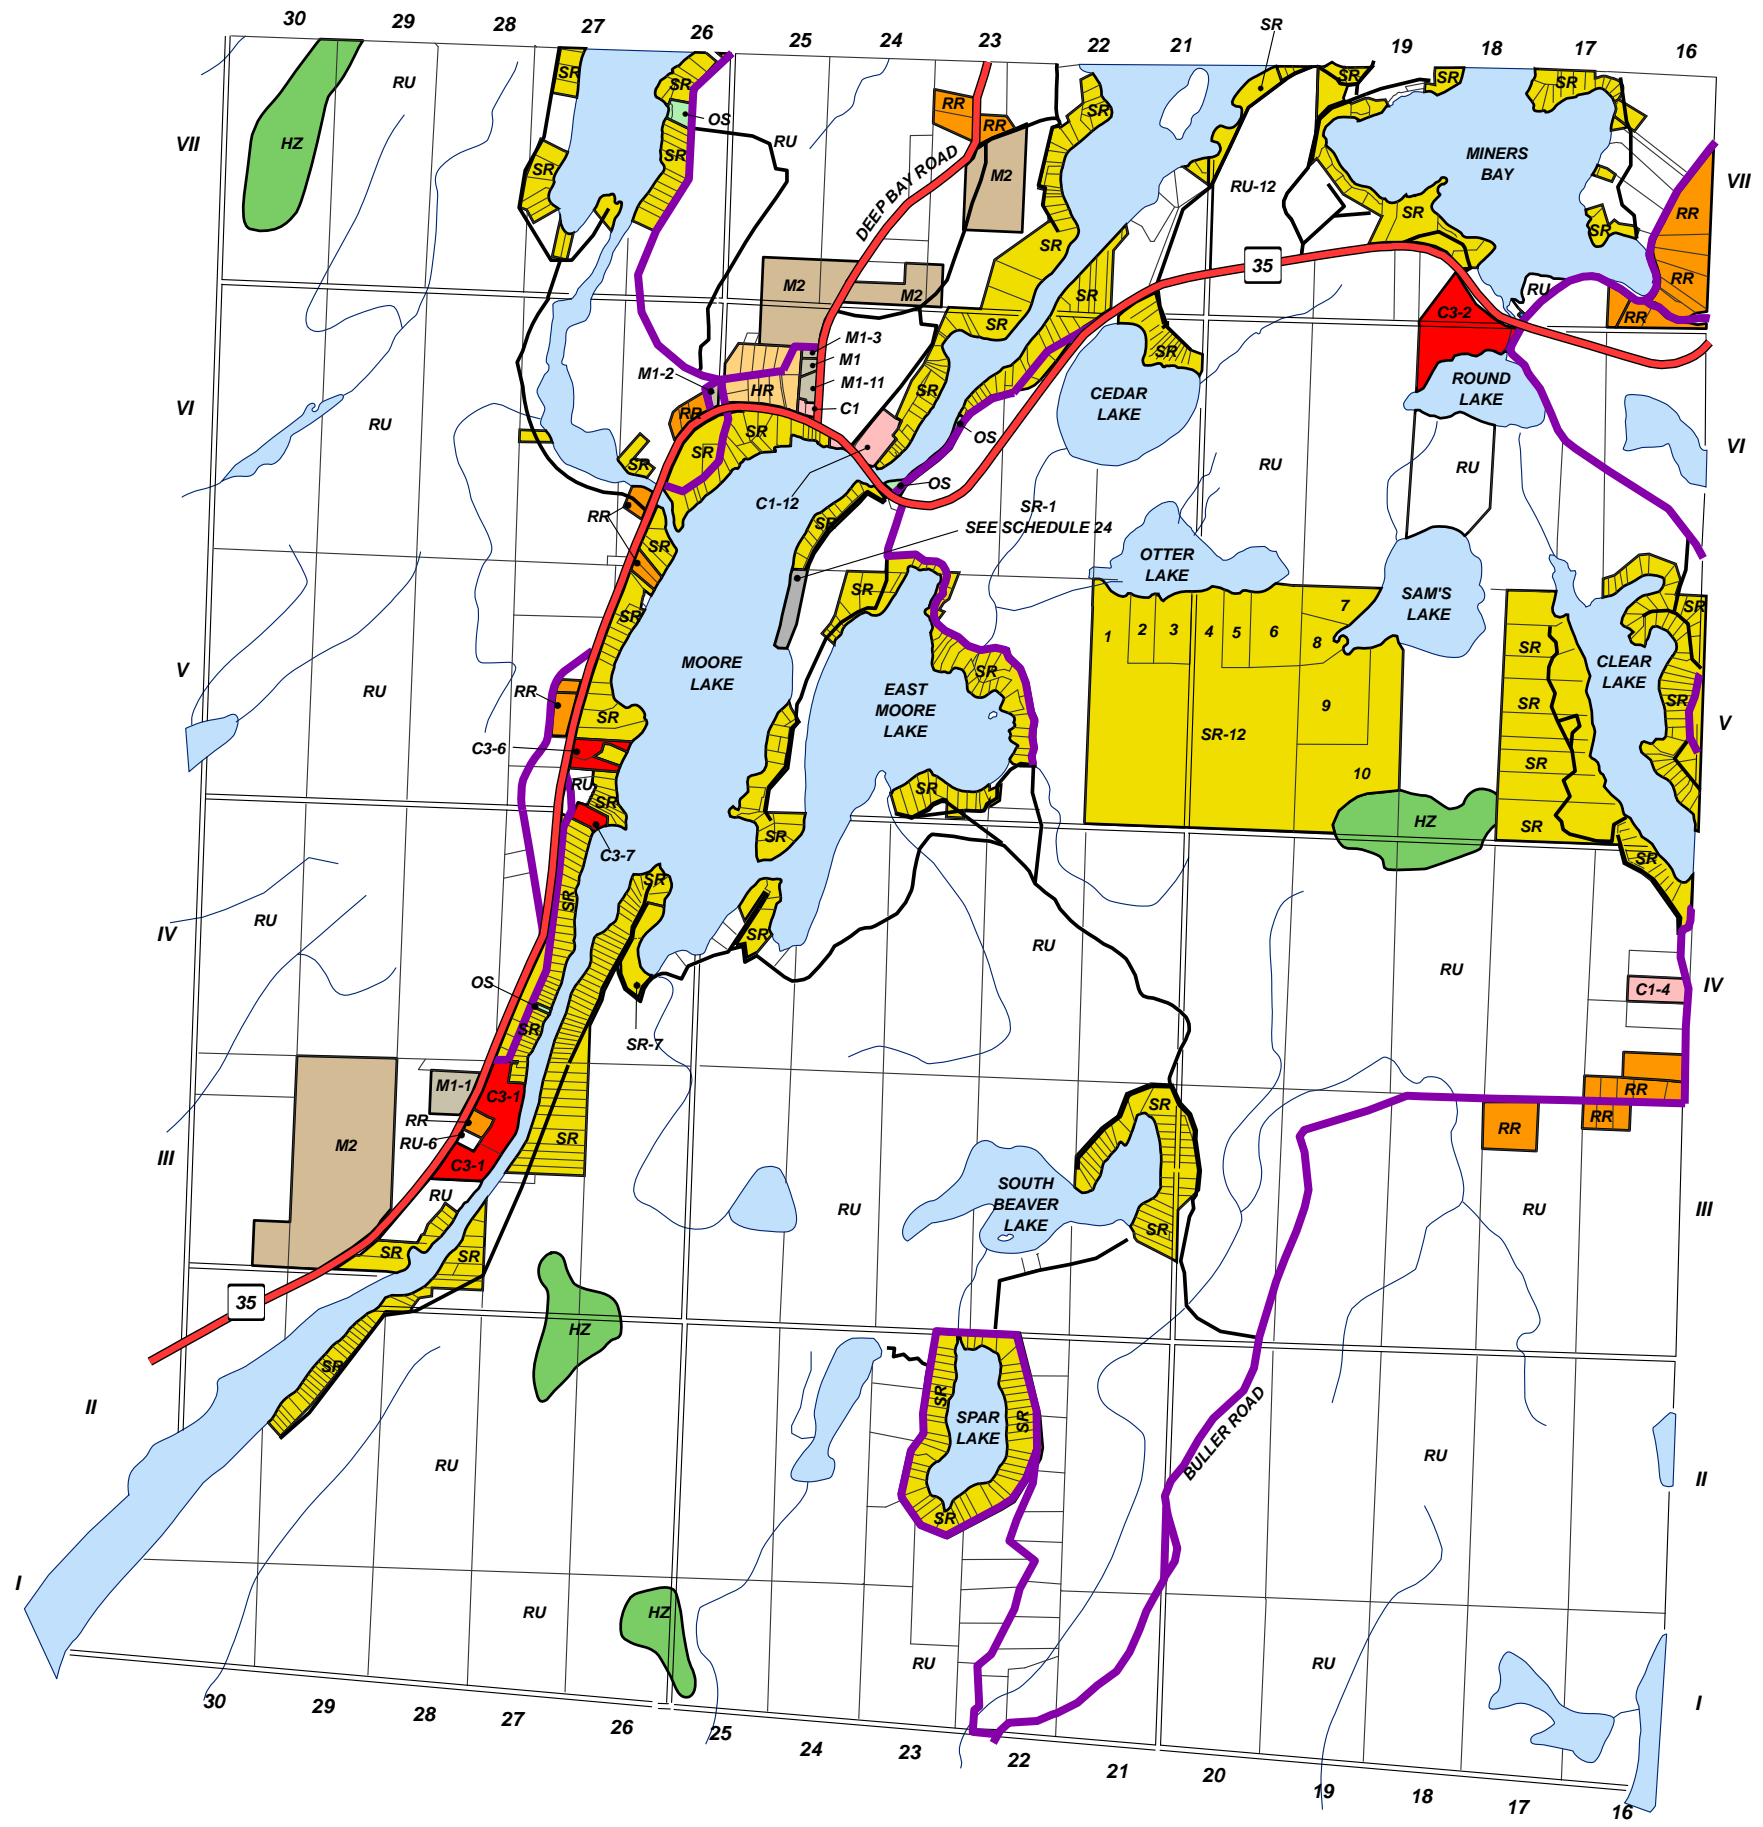 30
29
28
27
26
25
24
23
22
21
SR
19
18
17
16
RU
SR
SR
OS
RU
VII
HZ
SR
SR
RR
RR
DEEP BAY ROAD
M2
SR
SR
SR
SR
MINERS
BAY
VII
RU-12
SR
SR
RR
SR
35
RR
RU
RR
M2
M2
SR
SR
C3-2
M1-3
M1
M1-11
C1
M1-2
HR
RR
SR
SR
SR
SR
CEDAR
LAKE
ROUND
LAKE
VI
RU
SR
OS
RU
RU
VI
C1-12
OS
SR-1
SEE SCHEDULE 24
RR
SR
SR
SR
SR
OTTER
LAKE
SAM'S
LAKE
1
2
3
4
5
6
7
8
9
10
SR-12
SR
SR
SR
SR
CLEAR
LAKE
SR
SR
V
RU
RR
MOORE
LAKE
EAST
MOORE
LAKE
SR
V
SR
C3-6
RU
SR
SR
SR
HZ
C3-7
SR
SR
SR
SR
IV
RU
RU
RU
IV
C1-4
OS
SR
SR-7
M1-1
C3-1
RR
RU-6
C3-1
SR
M2
III
RU
SR
SR
SR
RR
RR
RR
SOUTH
BEAVER
LAKE
SR
RU
RU
III
35
HZ
SR
II
SR
SPAR
LAKE
SR
SR
BULLER ROAD
RU
RU
II
I
RU
HZ
RU
RU
I
30
29
28
27
26
25
24
23
22
21
20
19
18
17
16